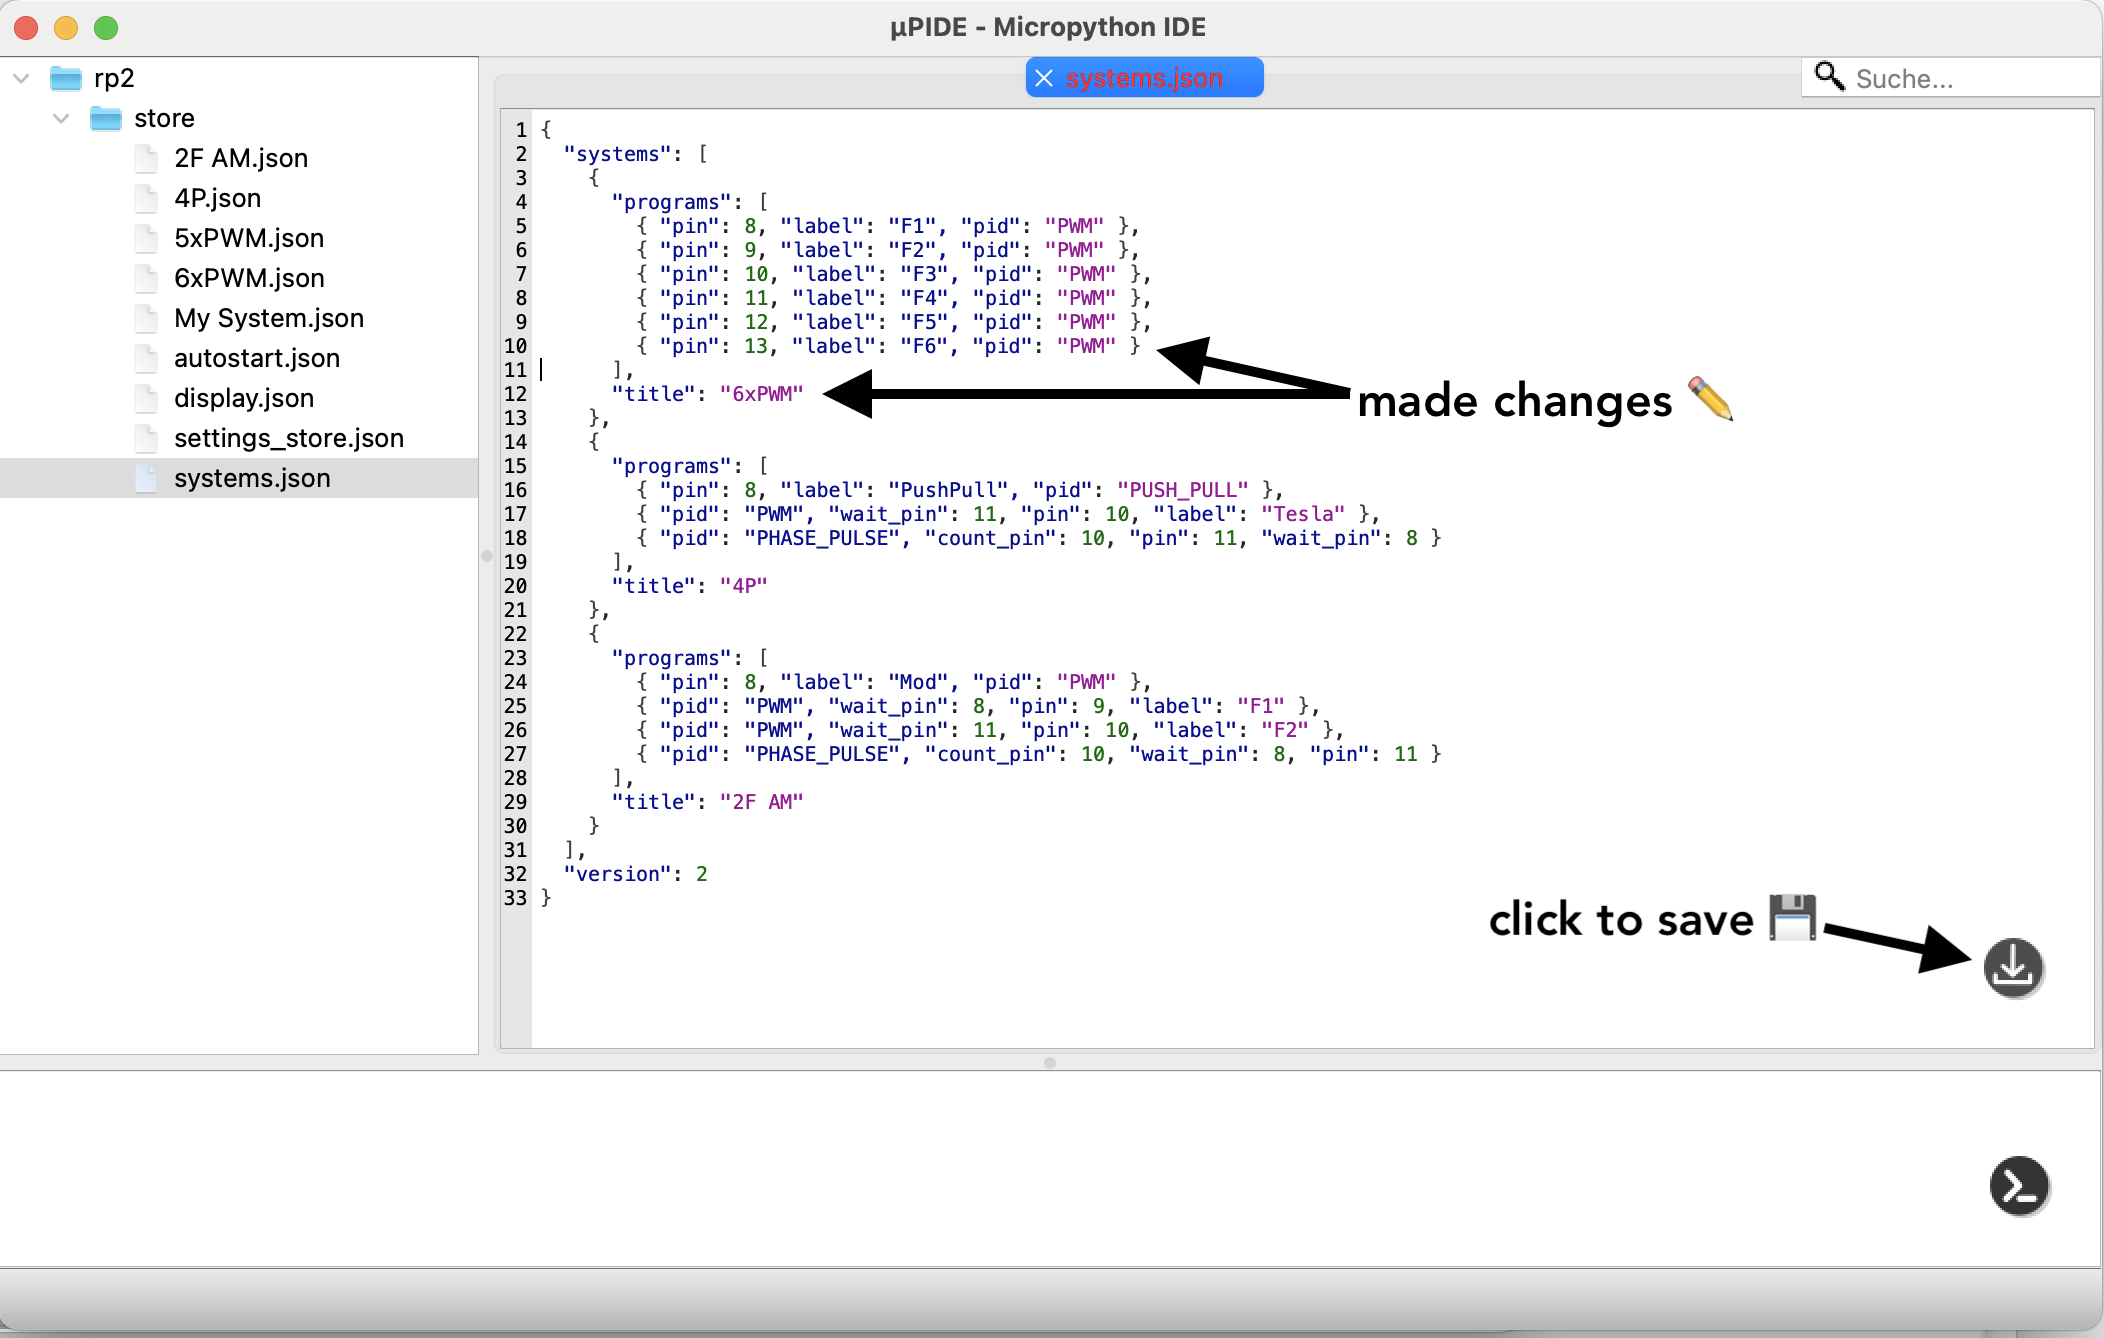 µPIDE - Micropython IDE
rp2
store
2F AM.json
4P.json
5xPWM.json
6xPWM.json
My System.json
autostart.json
display.json
settings_store.json
systems.json
systems.json
Suche...
1 {
2   "systems": [
3     {
4       "programs": [
5         { "pin": 8, "label": "F1", "pid": "PWM" },
6         { "pin": 9, "label": "F2", "pid": "PWM" },
7         { "pin": 10, "label": "F3", "pid": "PWM" },
8         { "pin": 11, "label": "F4", "pid": "PWM" },
9         { "pin": 12, "label": "F5", "pid": "PWM" },
10         { "pin": 13, "label": "F6", "pid": "PWM" }
11       ],
12       "title": "6xPWM"
13     },
14     {
15       "programs": [
16         { "pin": 8, "label": "PushPull", "pid": "PUSH_PULL" },
17         { "pid": "PWM", "wait_pin": 11, "pin": 10, "label": "Tesla" },
18         { "pid": "PHASE_PULSE", "count_pin": 10, "pin": 11, "wait_pin": 8 }
19       ],
20       "title": "4P"
21     },
22     {
23       "programs": [
24         { "pin": 8, "label": "Mod", "pid": "PWM" },
25         { "pid": "PWM", "wait_pin": 8, "pin": 9, "label": "F1" },
26         { "pid": "PWM", "wait_pin": 11, "pin": 10, "label": "F2" },
27         { "pid": "PHASE_PULSE", "count_pin": 10, "wait_pin": 8, "pin": 11 }
28       ],
29       "title": "2F AM"
30     }
31   ],
32   "version": 2
33 }
made changes ✏️
click to save 💾